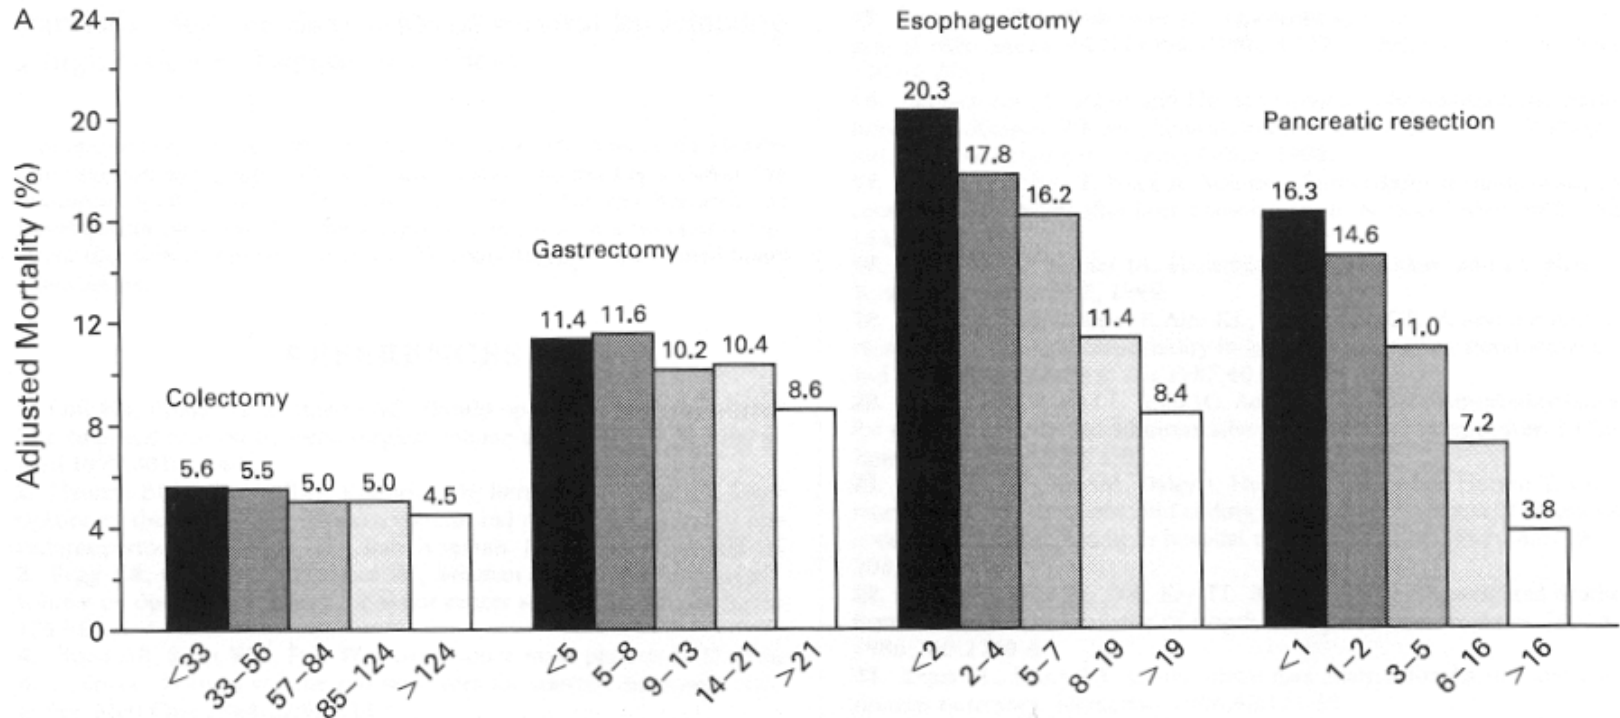 A
Adjusted Mortality (%)
24
20
16
12
8
4
0
Colectomy
5.6 5.5 5.0 5.0 4.5
<33 33–56 57–84 85–124 >124
Gastrectomy
11.4 11.6 10.2 10.4 8.6
<5 5–8 9–13 14–21 >21
Esophagectomy
20.3 17.8 16.2 11.4 8.4
<2 2–4 5–7 8–19 >19
Pancreatic resection
16.3 14.6 11.0 7.2 3.8
<1 1–2 3–5 6–16 >16